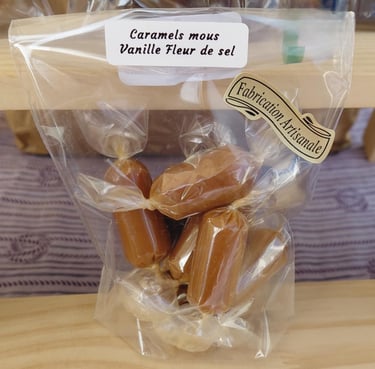 Caramels mous
Vanille Fleur de sel
Fabrication Artisanale